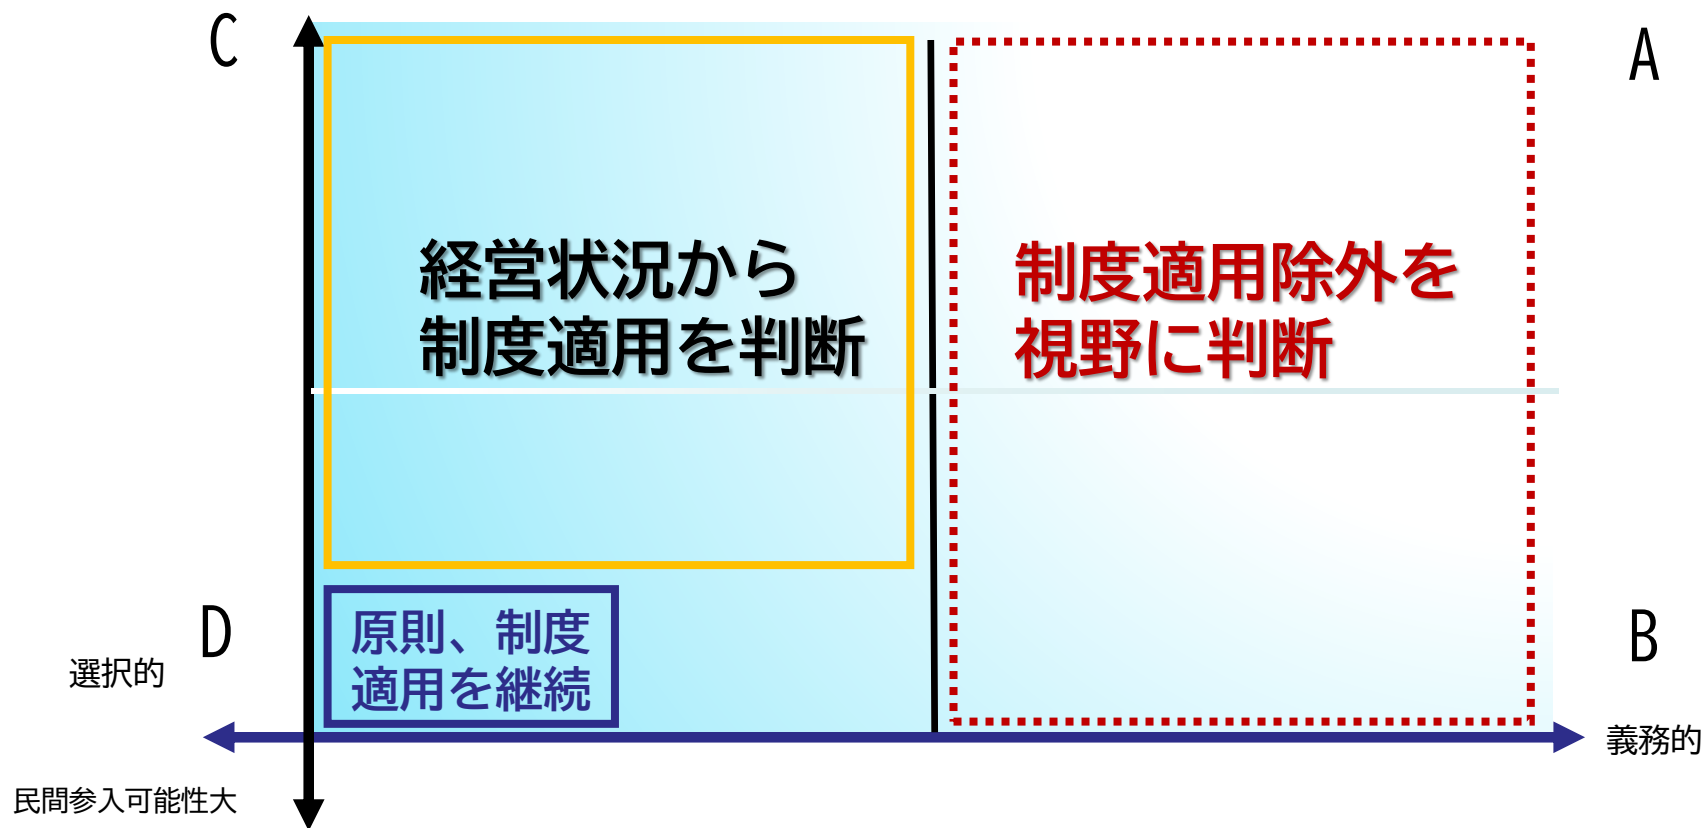 C
A
経営状況から
制度適用を判断
制度適用除外を
視野に判断
D
B
原則、制度
適用を継続
選択的
義務的
民間参入可能性大